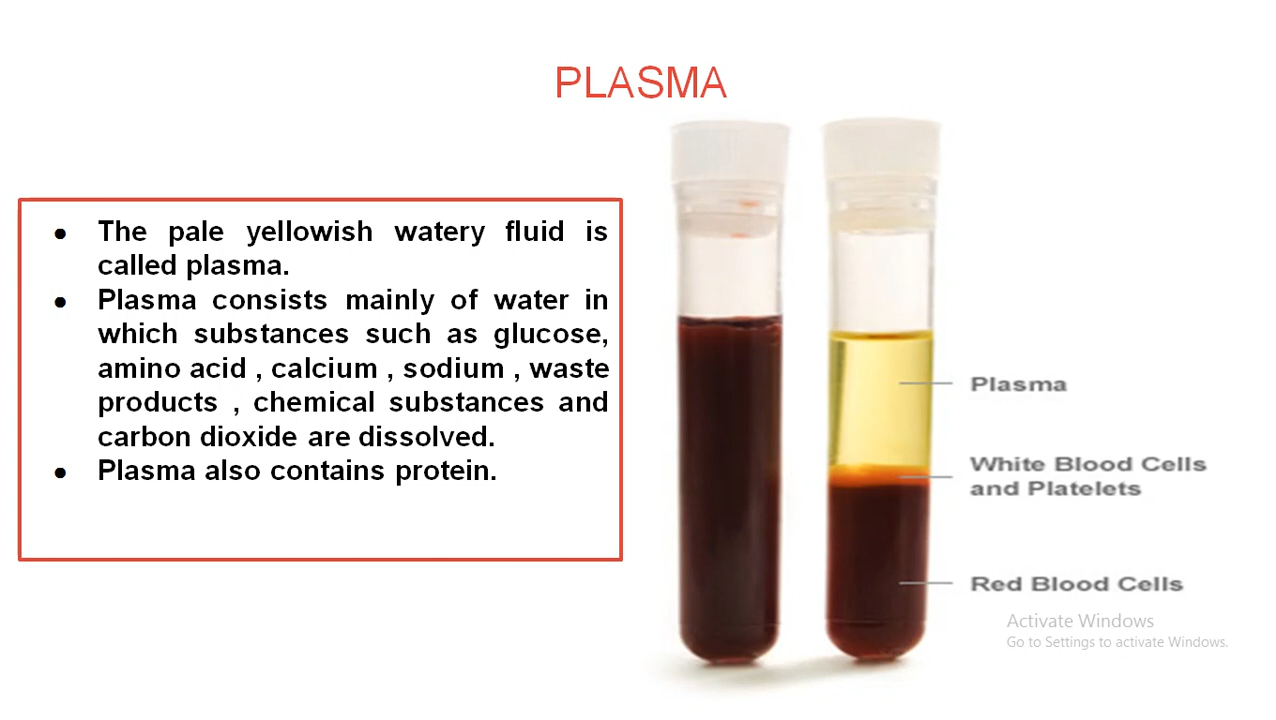 PLASMA
● The pale yellowish watery fluid is
called plasma.
● Plasma consists mainly of water in
which substances such as glucose,
amino acid , calcium , sodium , waste
products , chemical substances and
carbon dioxide are dissolved.
● Plasma also contains protein.
Plasma
White Blood Cells
and Platelets
Red Blood Cells
Activate Windows
Go to Settings to activate Windows.